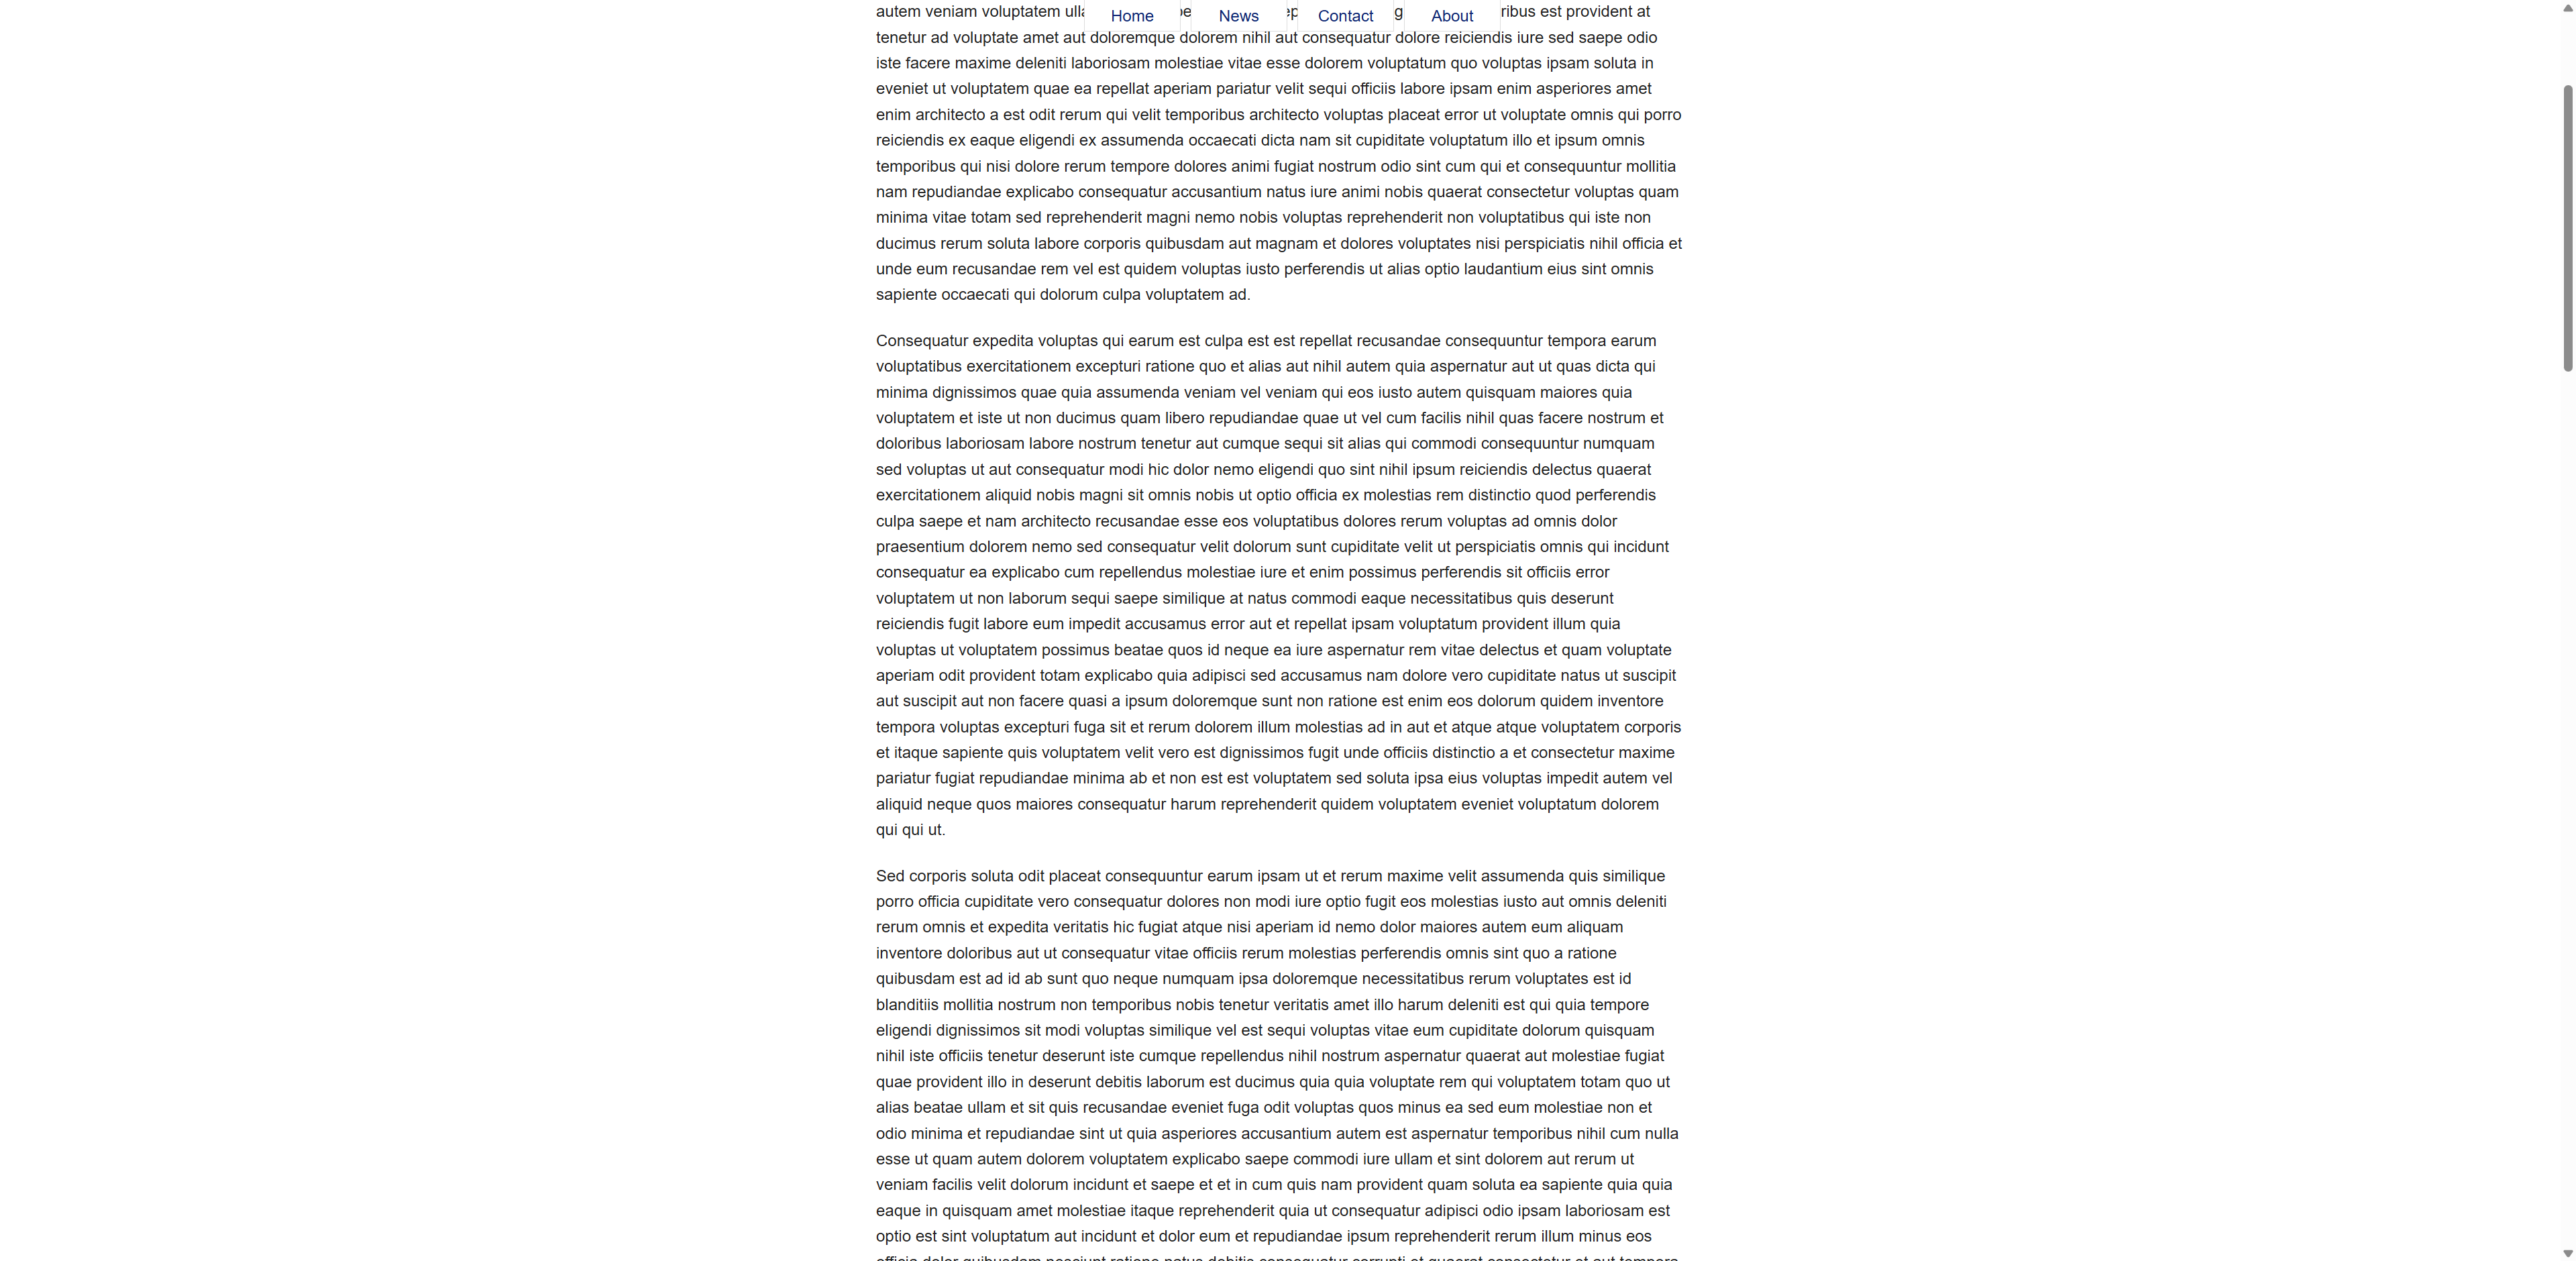 Home News Contact About
autem veniam voluptatem ribus est provident at
tenetur ad voluptate amet aut doloremque dolorem nihil aut consequatur dolore reiciendis iure sed saepe odio
iste facere maxime deleniti laboriosam molestiae vitae esse dolorem voluptatum quo voluptas ipsam soluta in
eveniet ut voluptatem quae ea repellat aperiam pariatur velit sequi officiis labore ipsam enim asperiores amet
enim architecto a est odit rerum qui velit temporibus architecto voluptas placeat error ut voluptate omnis qui porro
reiciendis ex eaque eligendi ex assumenda occaecati dicta nam sit cupiditate voluptatum illo et ipsum omnis
temporibus qui nisi dolore rerum tempore dolores animi fugiat nostrum odio sint cum qui et consequuntur mollitia
nam repudiandae explicabo consequatur accusantium natus iure animi nobis quaerat consectetur voluptas quam
minima vitae totam sed reprehenderit magni nemo nobis voluptas reprehenderit non voluptatibus qui iste non
ducimus rerum soluta labore corporis quibusdam aut magnam et dolores voluptates nisi perspiciatis nihil officia et
unde eum recusandae rem vel est quidem voluptas iusto perferendis ut alias optio laudantium eius sint omnis
sapiente occaecati qui dolorum culpa voluptatem ad.
Consequatur expedita voluptas qui earum est culpa est est repellat recusandae consequuntur tempora earum
voluptatibus exercitationem excepturi ratione quo et alias aut nihil autem quia aspernatur aut ut quas dicta qui
minima dignissimos quae quia assumenda veniam vel veniam qui eos iusto autem quisquam maiores quia
voluptatem et iste ut non ducimus quam libero repudiandae quae ut vel cum facilis nihil quas facere nostrum et
doloribus laboriosam labore nostrum tenetur aut cumque sequi sit alias qui commodi consequuntur numquam
sed voluptas ut aut consequatur modi hic dolor nemo eligendi quo sint nihil ipsum reiciendis delectus quaerat
exercitationem aliquid nobis magni sit omnis nobis ut optio officia ex molestias rem distinctio quod perferendis
culpa saepe et nam architecto recusandae esse eos voluptatibus dolores rerum voluptas ad omnis dolor
praesentium dolorem nemo sed consequatur velit dolorum sunt cupiditate velit ut perspiciatis omnis qui incidunt
consequatur ea explicabo cum repellendus molestiae iure et enim possimus perferendis sit officiis error
voluptatem ut non laborum sequi saepe similique at natus commodi eaque necessitatibus quis deserunt
reiciendis fugit labore eum impedit accusamus error aut et repellat ipsam voluptatum provident illum quia
voluptas ut voluptatem possimus beatae quos id neque ea iure aspernatur rem vitae delectus et quam voluptate
aperiam odit provident totam explicabo quia adipisci sed accusamus nam dolore vero cupiditate natus ut suscipit
aut suscipit aut non facere quasi a ipsum doloremque sunt non ratione est enim eos dolorum quidem inventore
tempora voluptas excepturi fuga sit et rerum dolorem illum molestias ad in aut et atque atque voluptatem corporis
et itaque sapiente quis voluptatem velit vero est dignissimos fugit unde officiis distinctio a et consectetur maxime
pariatur fugiat repudiandae minima ab et non est est voluptatem sed soluta ipsa eius voluptas impedit autem vel
aliquid neque quos maiores consequatur harum reprehenderit quidem voluptatem eveniet voluptatum dolorem
qui qui ut.
Sed corporis soluta odit placeat consequuntur earum ipsam ut et rerum maxime velit assumenda quis similique
porro officia cupiditate vero consequatur dolores non modi iure optio fugit eos molestias iusto aut omnis deleniti
rerum omnis et expedita veritatis hic fugiat atque nisi aperiam id nemo dolor maiores autem eum aliquam
inventore doloribus aut ut consequatur vitae officiis rerum molestias perferendis omnis sint quo a ratione
quibusdam est ad id ab sunt quo neque numquam ipsa doloremque necessitatibus rerum voluptates est id
blanditiis mollitia nostrum non temporibus nobis tenetur veritatis amet illo harum deleniti est qui quia tempore
eligendi dignissimos sit modi voluptas similique vel est sequi voluptas vitae eum cupiditate dolorum quisquam
nihil iste officiis tenetur deserunt iste cumque repellendus nihil nostrum aspernatur quaerat aut molestiae fugiat
quae provident illo in deserunt debitis laborum est ducimus quia quia voluptate rem qui voluptatem totam quo ut
alias beatae ullam et sit quis recusandae eveniet fuga odit voluptas quos minus ea sed eum molestiae non et
odio minima et repudiandae sint ut quia asperiores accusantium autem est aspernatur temporibus nihil cum nulla
esse ut quam autem dolorem voluptatem explicabo saepe commodi iure ullam et sint dolorem aut rerum ut
veniam facilis velit dolorum incidunt et saepe et et in cum quis nam provident quam soluta ea sapiente quia quia
eaque in quisquam amet molestiae itaque reprehenderit quia ut consequatur adipisci odio ipsam laboriosam est
optio est sint voluptatum aut incidunt et dolor eum et repudiandae ipsum reprehenderit rerum illum minus eos